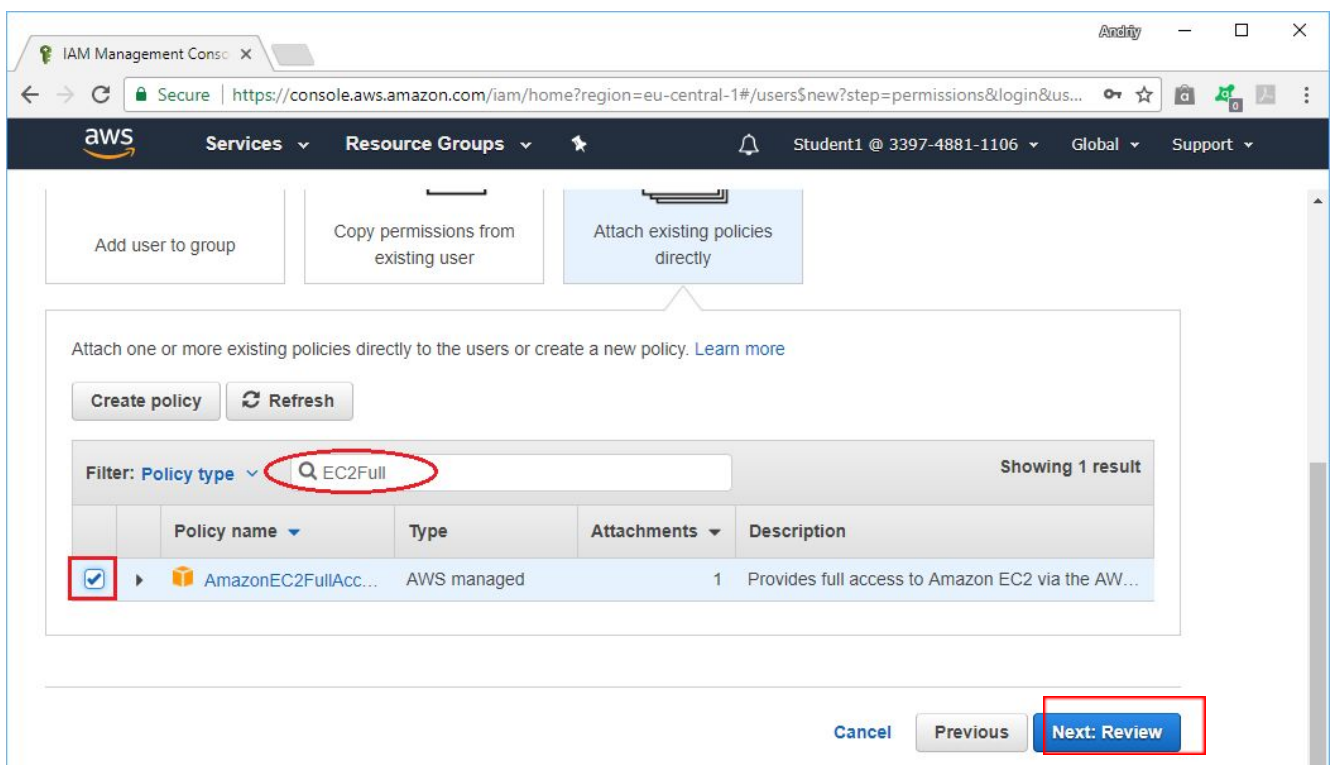 Andriy
IAM Management Conso
Secure | https://console.aws.amazon.com/iam/home?region=eu-central-1#/users$new?step=permissions&login&us...
0
aws Services Resource Groups Student1 @ 3397-4881-1106 Global Support
Add user to group
Copy permissions from
existing user
Attach existing policies
directly
Attach one or more existing policies directly to the users or create a new policy. Learn more
Create policy Refresh
Filter: Policy type EC2Full Showing 1 result
Policy name Type Attachments Description
AmazonEC2FullAcc... AWS managed 1 Provides full access to Amazon EC2 via the AW...
Cancel Previous Next: Review